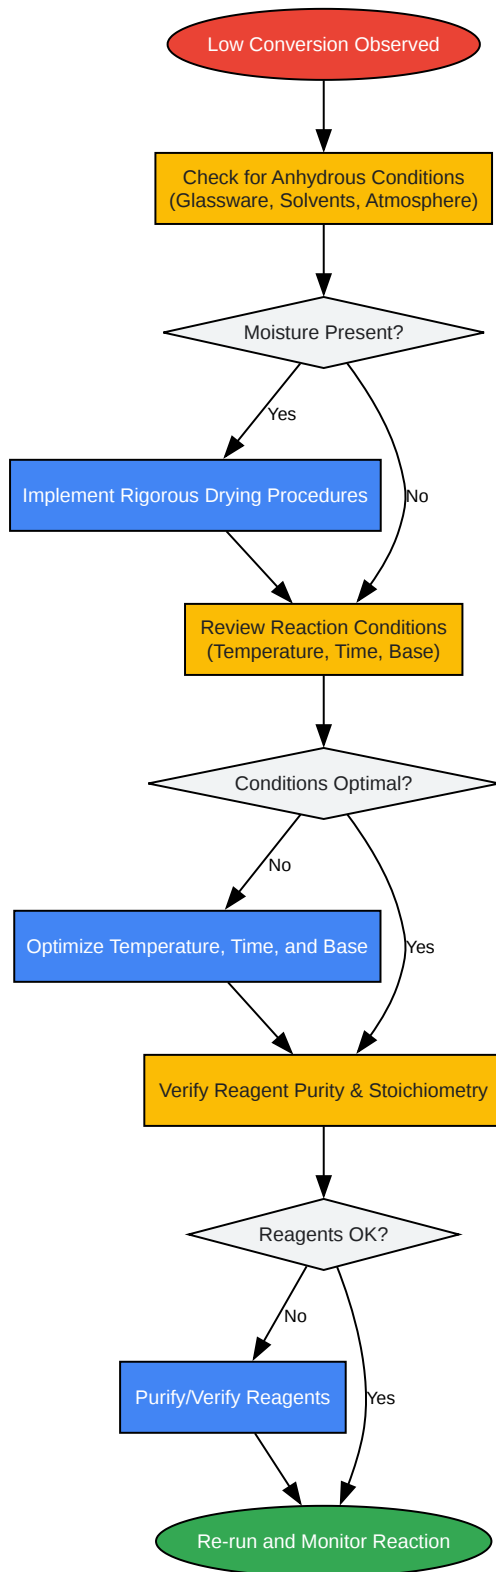 Low Conversion Observed
Check for Anhydrous Conditions
(Glassware, Solvents, Atmosphere)
Moisture Present?
Yes
Implement Rigorous Drying Procedures
No
Review Reaction Conditions
(Temperature, Time, Base)
Conditions Optimal?
No
Optimize Temperature, Time, and Base
Yes
Verify Reagent Purity & Stoichiometry
Reagents OK?
No
Purify/Verify Reagents
Yes
Re-run and Monitor Reaction